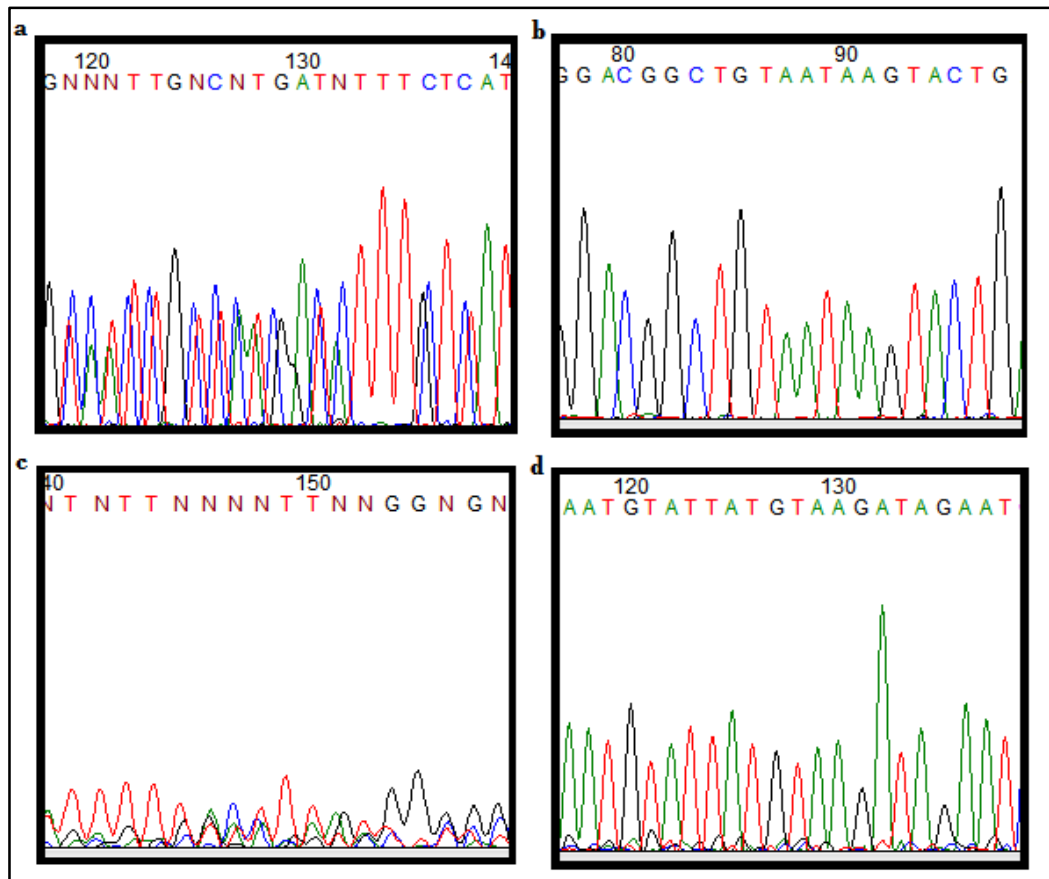 a
120 130 14
GNNNTTGNCNTGATNTTTCTCAT
b
80 90
GGACGGCTGTAATAAGTACTG
c
40 150
NTNTTNNNNTTNNGGNGN
d
120 130
AATGTATTATGTAAGATAGAAT